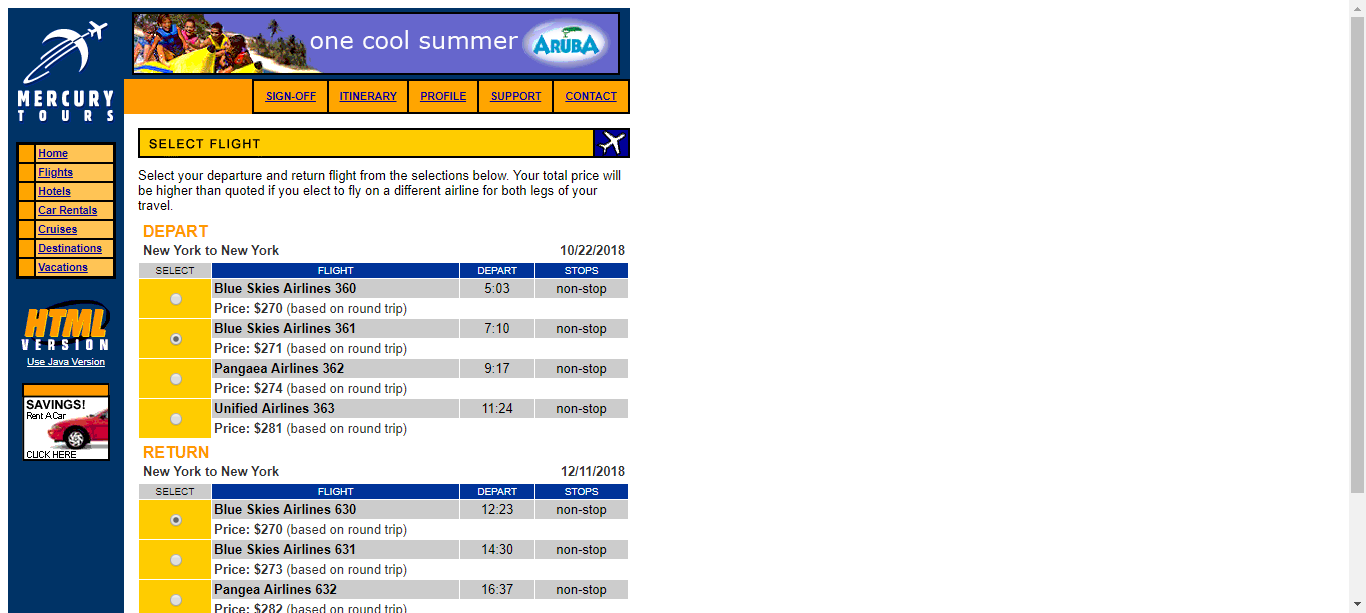 one cool summer ARUBA
MERCURY
TOURS
SIGN-OFF ITINERARY PROFILE SUPPORT CONTACT
Home
Flights
Hotels
Car Rentals
Cruises
Destinations
Vacations
HTML
VERSION
Use Java Version
SAVINGS!
Rent A Car
CLICK HERE
SELECT FLIGHT
Select your departure and return flight from the selections below. Your total price will
be higher than quoted if you elect to fly on a different airline for both legs of your
travel.
DEPART
New York to New York 10/22/2018
SELECT FLIGHT DEPART STOPS
Blue Skies Airlines 360 5:03 non-stop
Price: $270 (based on round trip)
Blue Skies Airlines 361 7:10 non-stop
Price: $271 (based on round trip)
Pangaea Airlines 362 9:17 non-stop
Price: $274 (based on round trip)
Unified Airlines 363 11:24 non-stop
Price: $281 (based on round trip)
RETURN
New York to New York 12/11/2018
SELECT FLIGHT DEPART STOPS
Blue Skies Airlines 630 12:23 non-stop
Price: $270 (based on round trip)
Blue Skies Airlines 631 14:30 non-stop
Price: $273 (based on round trip)
Pangea Airlines 632 16:37 non-stop
Price: $282 (based on round trip)